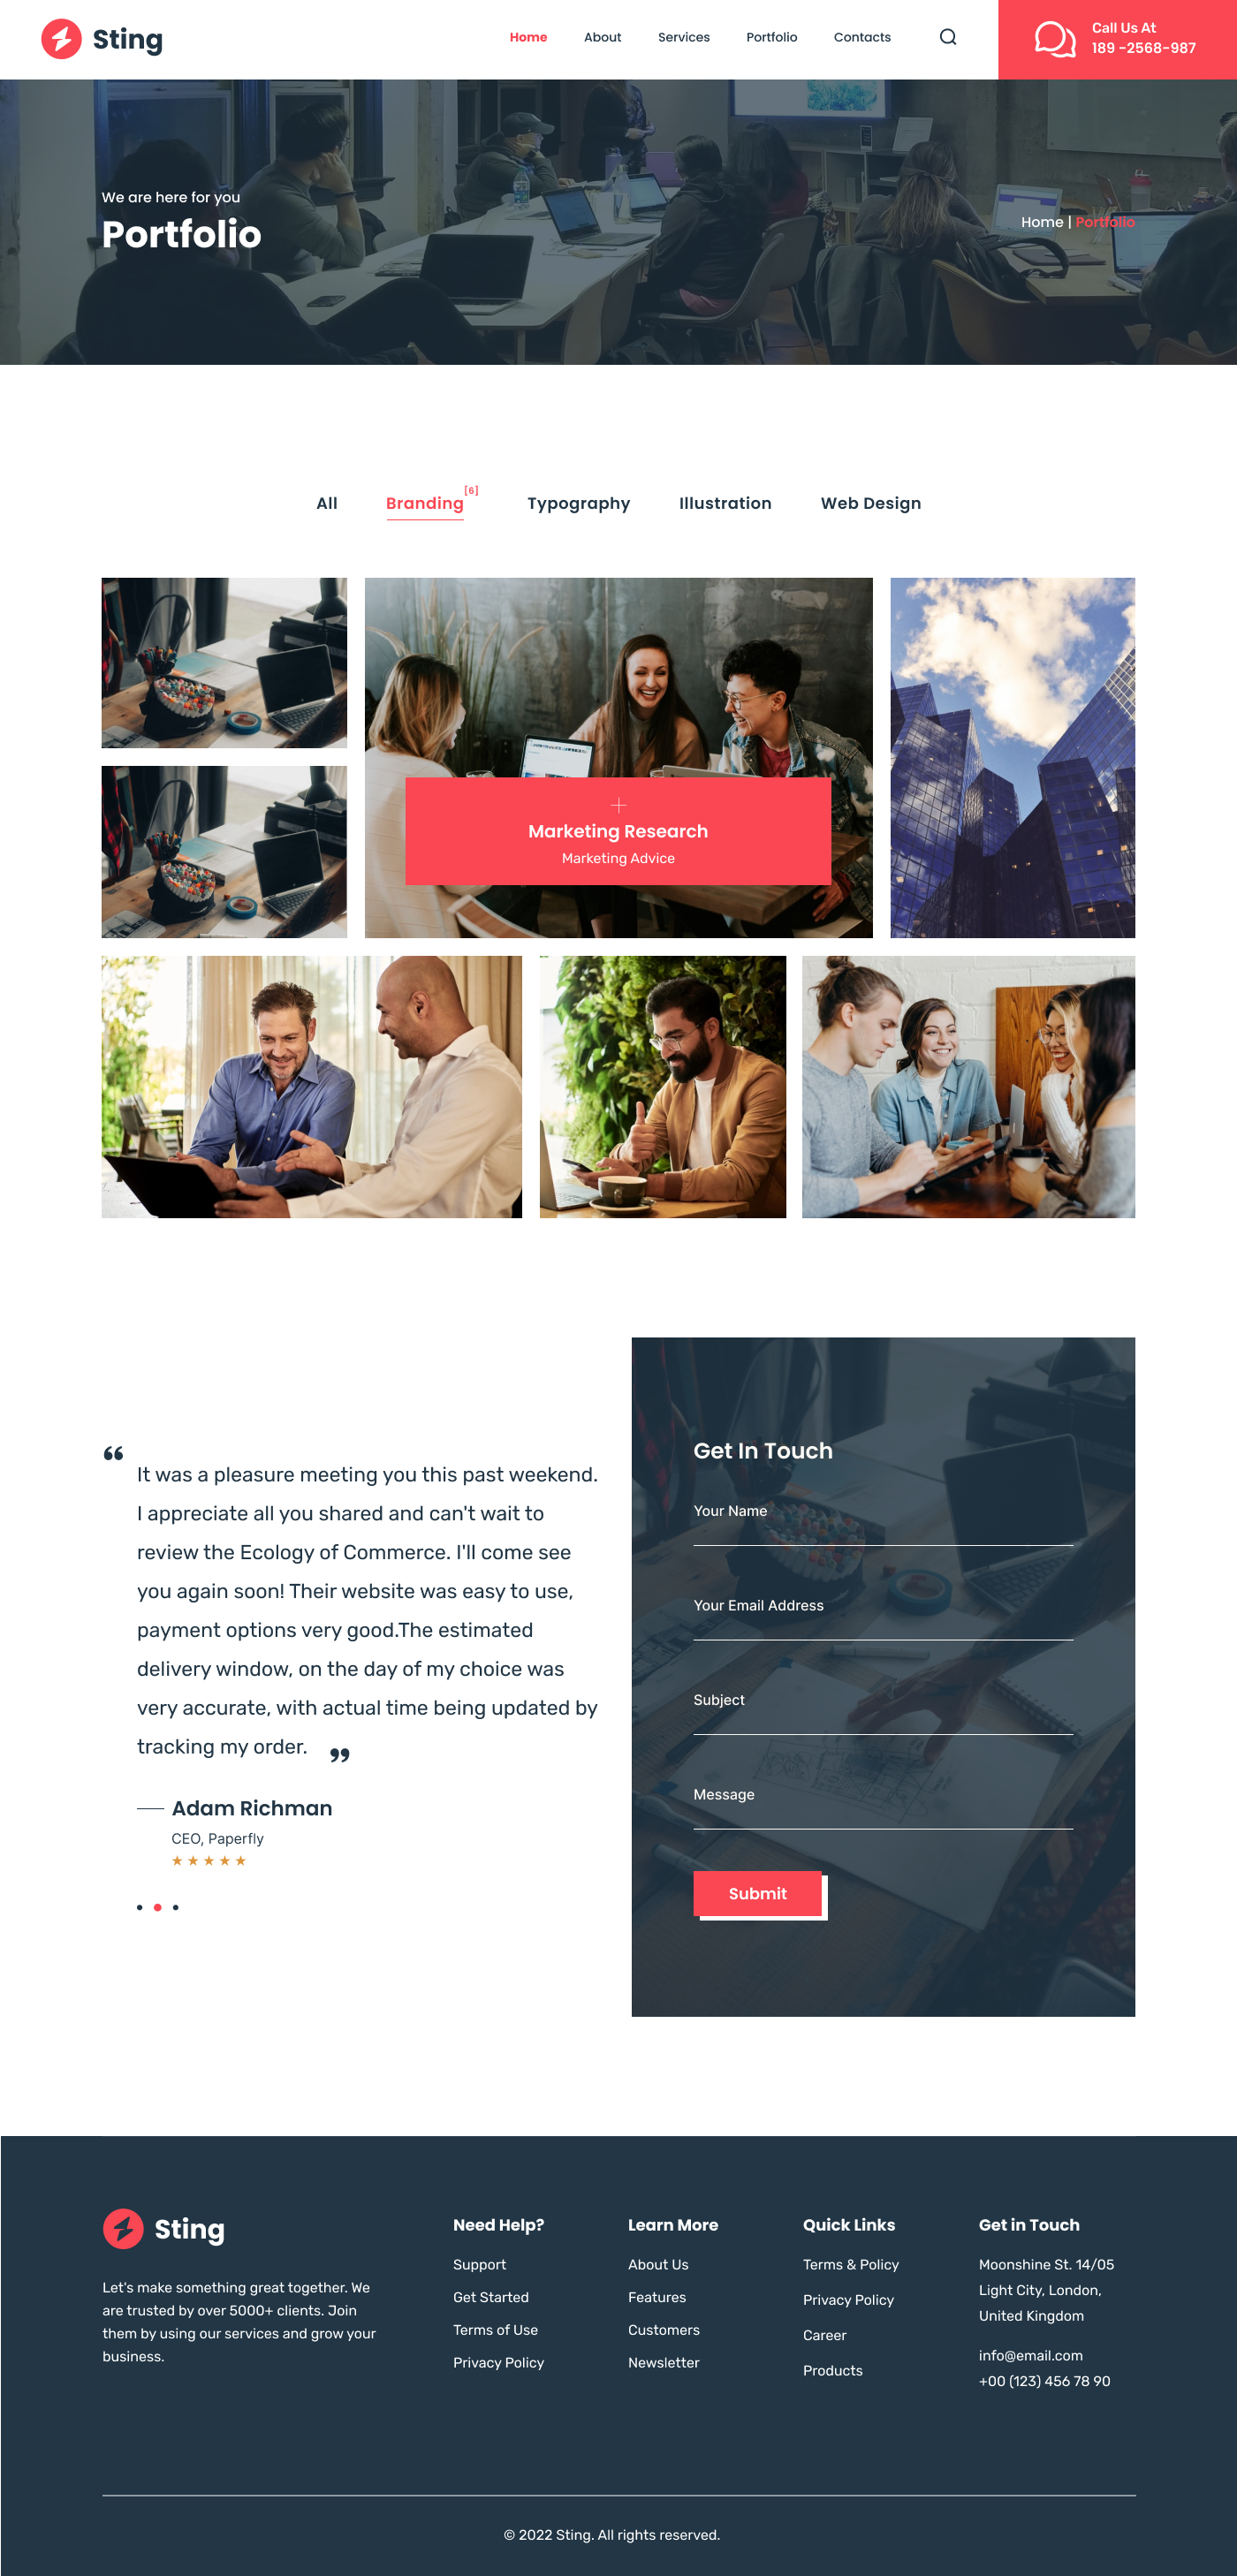 Sting
Home About Services Portfolio Contacts
Call Us At
189 -2568-987
We are here for you
Portfolio
Home | Portfolio
All Branding [6] Typography Illustration Web Design
Marketing Research
Marketing Advice
“
It was a pleasure meeting you this past weekend.
I appreciate all you shared and can't wait to
review the Ecology of Commerce. I'll come see
you again soon! Their website was easy to use,
payment options very good.The estimated
delivery window, on the day of my choice was
very accurate, with actual time being updated by
tracking my order. ”
Adam Richman
CEO, Paperfly
Get In Touch
Your Name
Your Email Address
Subject
Message
Submit
Sting
Let's make something great together. We
are trusted by over 5000+ clients. Join
them by using our services and grow your
business.
Need Help?
Support
Get Started
Terms of Use
Privacy Policy
Learn More
About Us
Features
Customers
Newsletter
Quick Links
Terms & Policy
Privacy Policy
Career
Products
Get in Touch
Moonshine St. 14/05
Light City, London,
United Kingdom
info@email.com
+00 (123) 456 78 90
© 2022 Sting. All rights reserved.